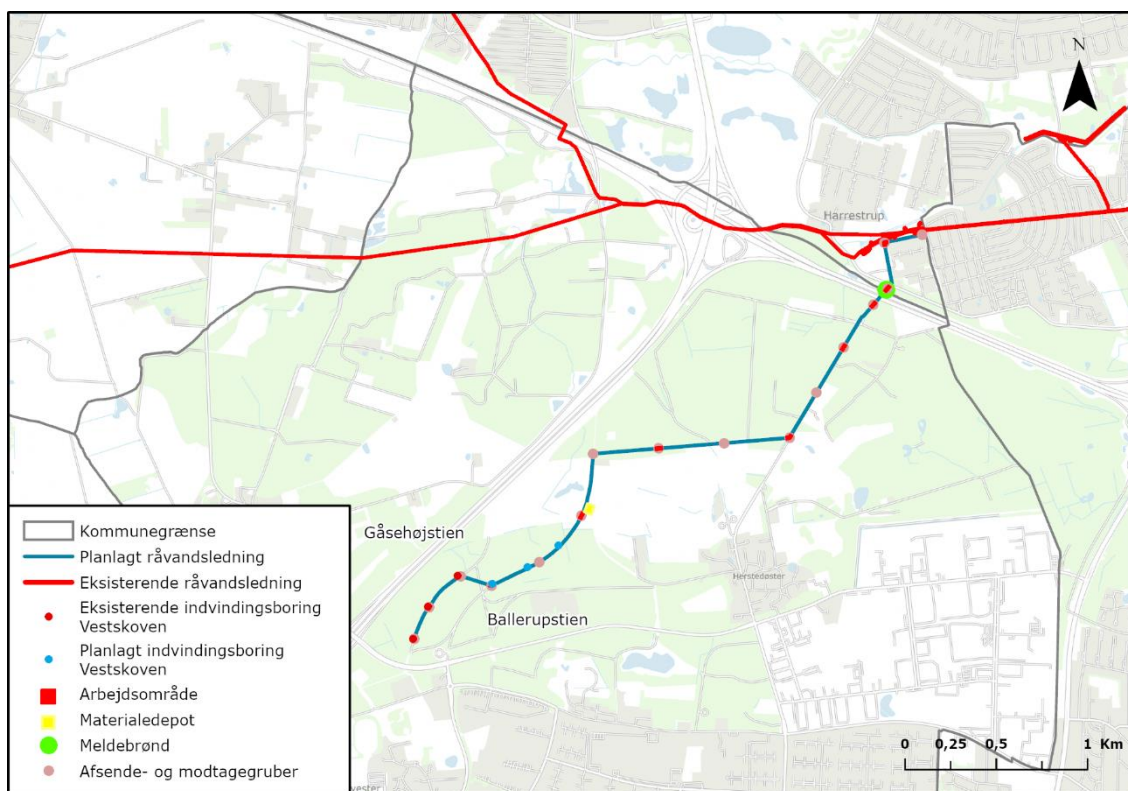 N
Harrestrup
Gåsehøjstien
Herstedøster
Ballerupstien
Kommunegrænse
Planlagt råvandsledning
Eksisterende råvandsledning
Eksisterende indvindingsboring
Vestskoven
Planlagt indvindingsboring
Vestskoven
Arbejdsområde
Materialedepot
Meldebrønd
Afsende- og modtagegruber
0 0,25 0,5 1 Km